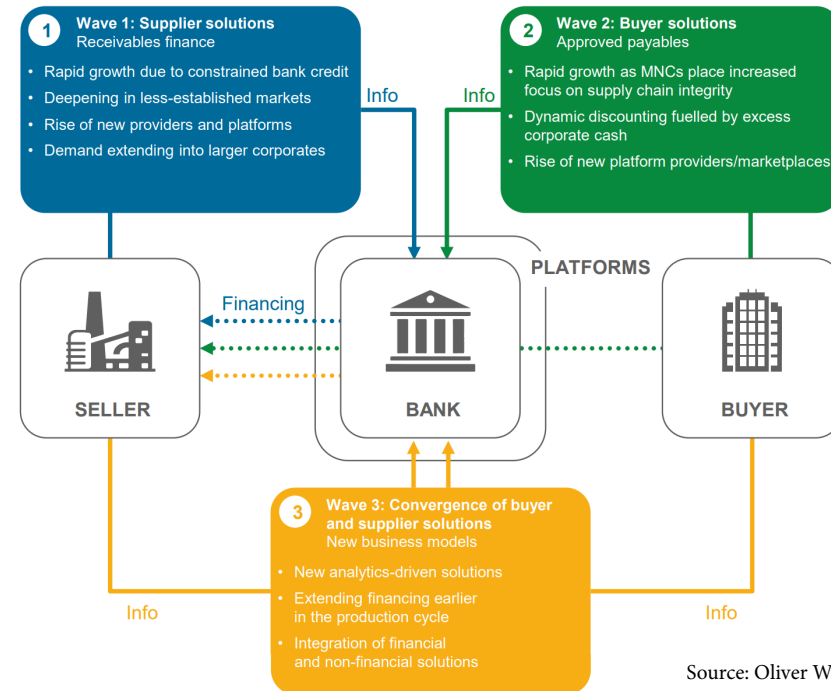 1
Wave 1: Supplier solutions
Receivables finance
• Rapid growth due to constrained bank credit
• Deepening in less-established markets
• Rise of new providers and platforms
• Demand extending into larger corporates
Info
Info
2
Wave 2: Buyer solutions
Approved payables
• Rapid growth as MNCs place increased
focus on supply chain integrity
• Dynamic discounting fuelled by excess
corporate cash
• Rise of new platform providers/marketplaces
PLATFORMS
Financing
SELLER
BANK
BUYER
3
Wave 3: Convergence of buyer
and supplier solutions
New business models
• New analytics-driven solutions
• Extending financing earlier
in the production cycle
• Integration of financial
and non-financial solutions
Info
Info
Source: Oliver W